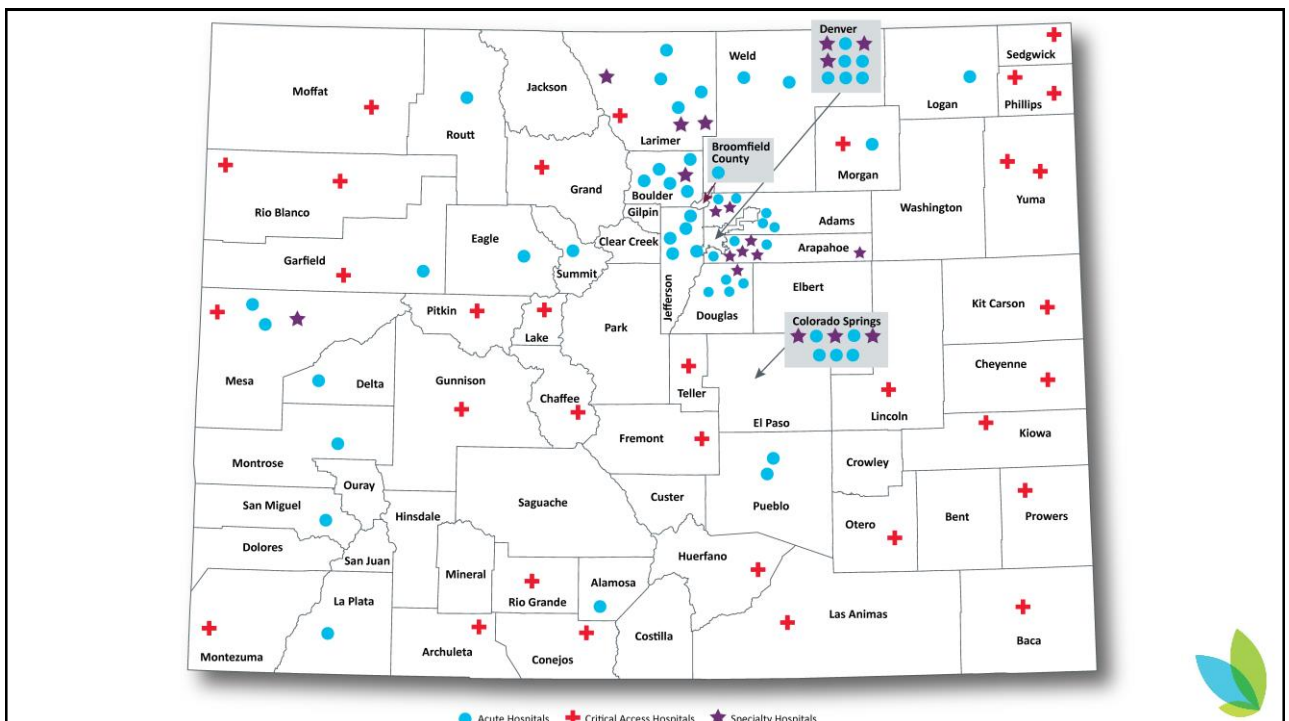 Denver
Sedgwick
Weld
Moffat
Jackson
Logan
Phillips
Routt
Larimer
Broomfield
County
Morgan
Grand
Boulder
Yuma
Rio Blanco
Gilpin
Washington
Adams
Eagle
Clear Creek
Arapahoe
Garfield
Summit
Elbert
Jefferson
Kit Carson
Pitkin
Douglas
Lake
Park
Colorado Springs
Cheyenne
Mesa
Delta
Gunnison
Teller
Chaffee
Lincoln
El Paso
Fremont
Kiowa
Montrose
Crowley
Ouray
Custer
Saguache
San Miguel
Pueblo
Hinsdale
Bent
Prowers
Otero
Dolores
San Juan
Huerfano
Mineral
Alamosa
La Plata
Rio Grande
Las Animas
Costilla
Baca
Archuleta
Montezuma
Conejos
Acute Hospitals Critical Access Hospitals Specialty Hospitals